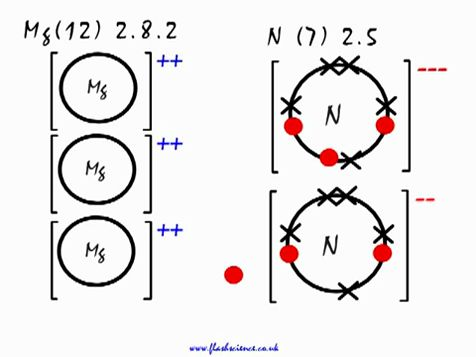 Mg(12) 2.8.2
N (7) 2.5
Mg
++
N
---
Mg
++
Mg
++
N
--
www.flashscience.co.uk